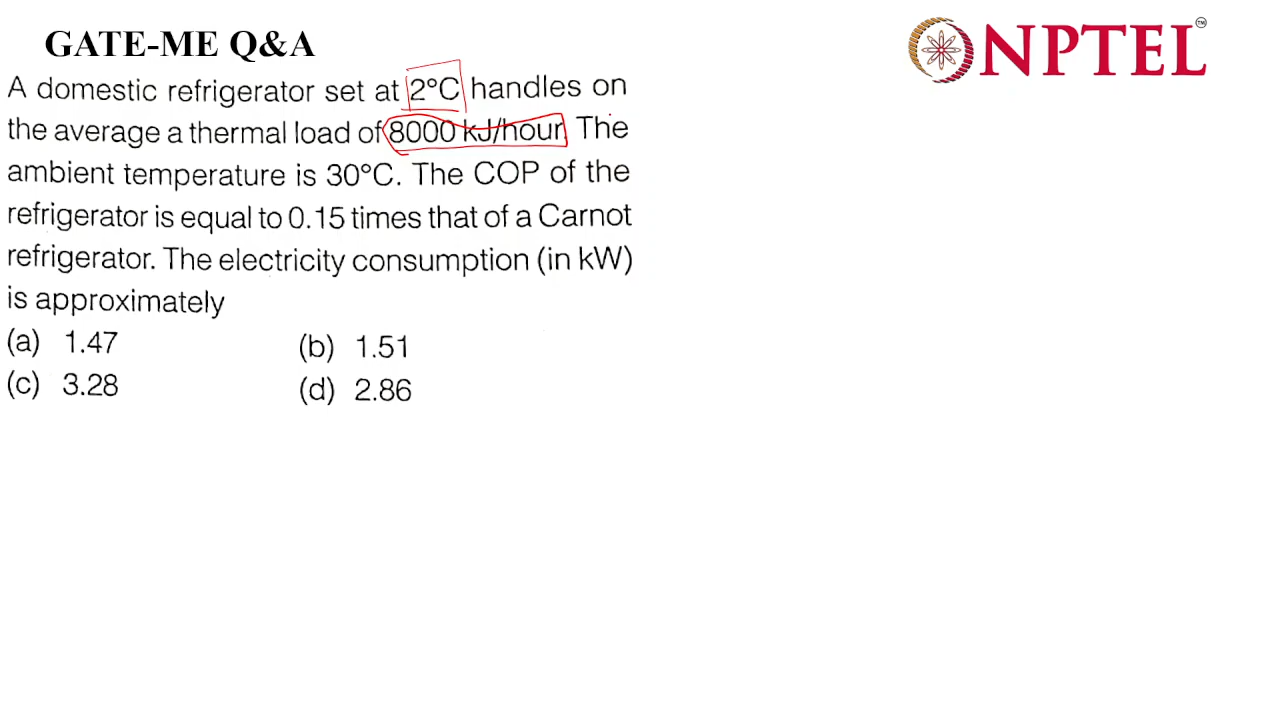 GATE-ME Q&A
NPTEL
TM
A domestic refrigerator set at 2°C handles on
the average a thermal load of 8000 kJ/hour. The
ambient temperature is 30°C. The COP of the
refrigerator is equal to 0.15 times that of a Carnot
refrigerator. The electricity consumption (in kW)
is approximately
(a) 1.47 (b) 1.51
(c) 3.28 (d) 2.86